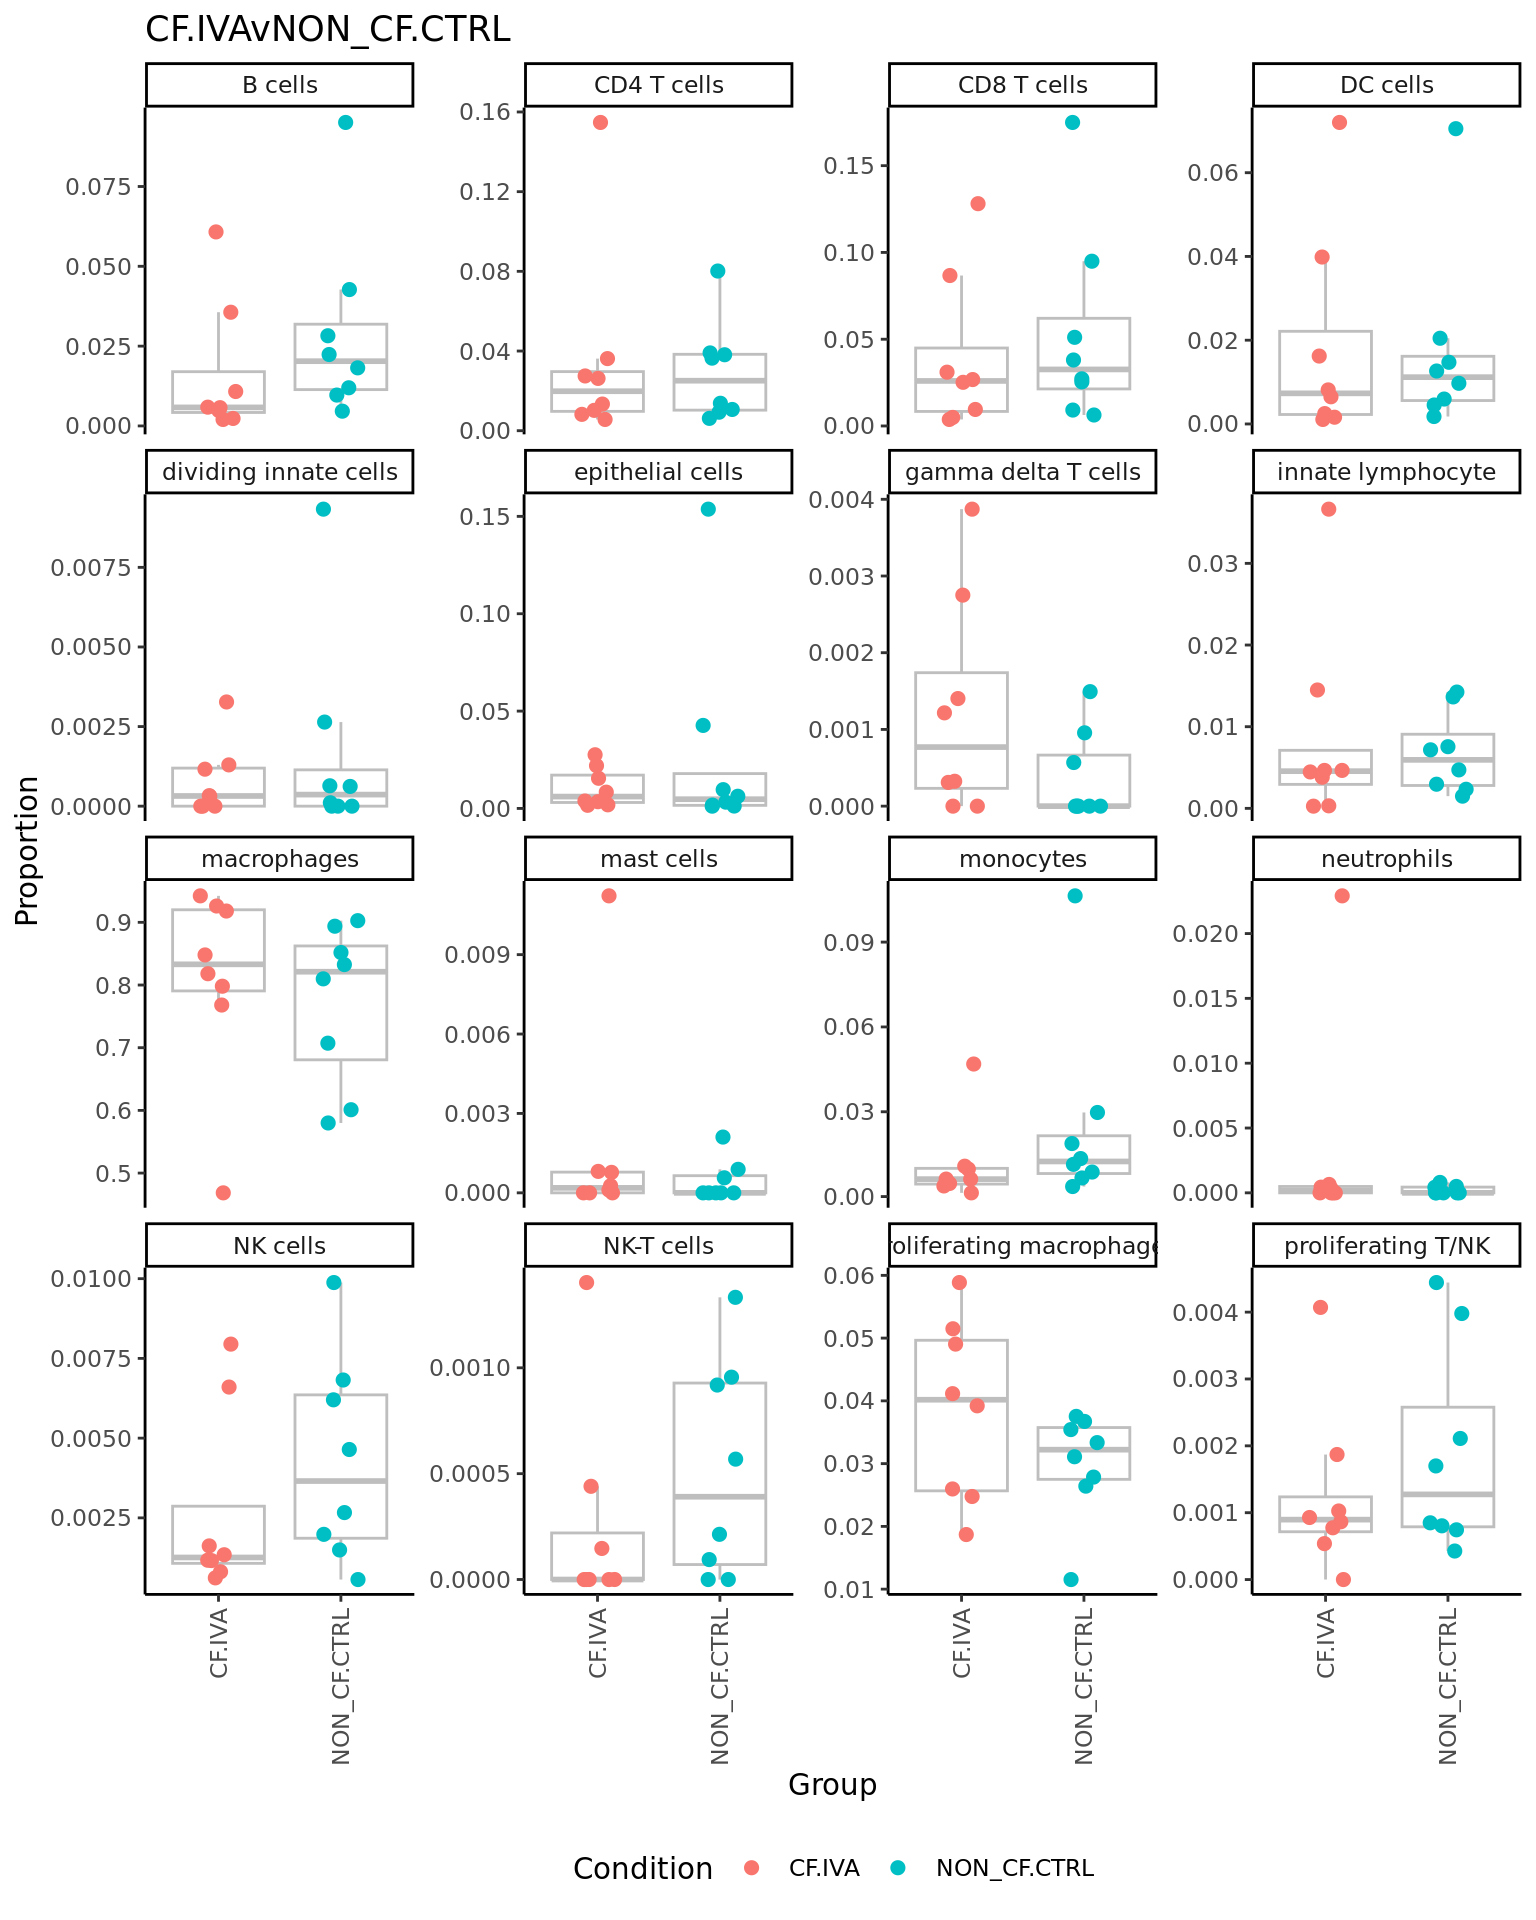 CF.IVAvNON_CF.CTRL
B cells
CD4 T cells
CD8 T cells
DC cells
0.075
0.050
0.025
0.000
0.16
0.12
0.08
0.04
0.00
0.15
0.10
0.05
0.00
0.06
0.04
0.02
0.00
dividing innate cells
epithelial cells
gamma delta T cells
innate lymphocyte
0.0075
0.0050
0.0025
0.0000
0.15
0.10
0.05
0.00
0.004
0.003
0.002
0.001
0.000
0.03
0.02
0.01
0.00
Proportion
macrophages
mast cells
monocytes
neutrophils
0.9
0.8
0.7
0.6
0.5
0.009
0.006
0.003
0.000
0.09
0.06
0.03
0.00
0.020
0.015
0.010
0.005
0.000
NK cells
NK-T cells
roliferating macrophage
proliferating T/NK
0.0100
0.0075
0.0050
0.0025
0.0010
0.0005
0.0000
0.06
0.05
0.04
0.03
0.02
0.01
0.004
0.003
0.002
0.001
0.000
CF.IVA
NON_CF.CTRL
CF.IVA
NON_CF.CTRL
CF.IVA
NON_CF.CTRL
CF.IVA
NON_CF.CTRL
Group
Condition CF.IVA NON_CF.CTRL